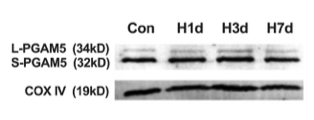 Con H1d H3d H7d
L-PGAM5 (34kD)
S-PGAM5 (32kD)
COX IV (19kD)